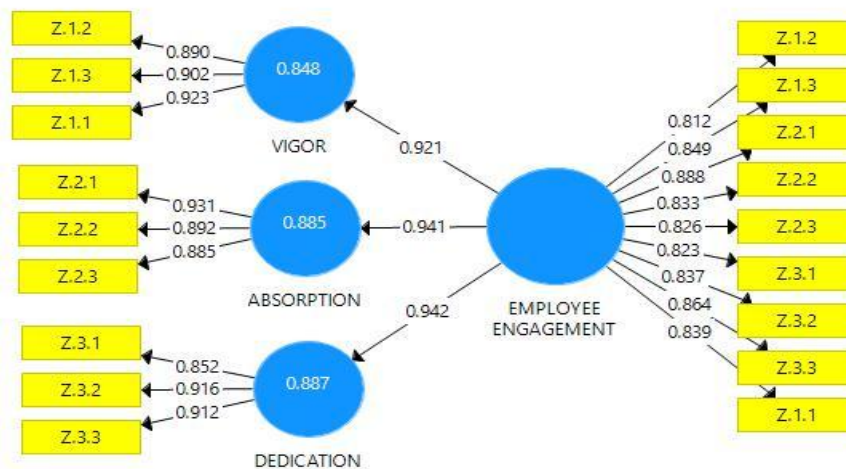 Z.1.2
Z.1.3
Z.1.1
0.890
0.902
0.923
0.848
VIGOR
Z.2.1
Z.2.2
Z.2.3
0.931
0.892
0.885
0.885
ABSORPTION
Z.3.1
Z.3.2
Z.3.3
0.852
0.916
0.912
0.887
DEDICATION
0.921
0.941
0.942
EMPLOYEE
ENGAGEMENT
0.812
0.849
0.888
0.833
0.826
0.823
0.837
0.864
0.839
Z.1.2
Z.1.3
Z.2.1
Z.2.2
Z.2.3
Z.3.1
Z.3.2
Z.3.3
Z.1.1